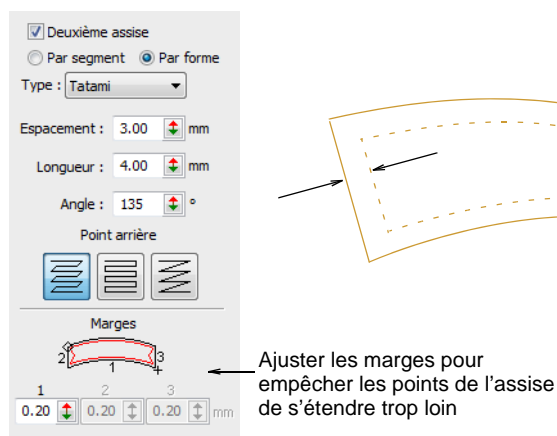 Deuxième assise
Par segment Par forme
Type : Tatami
Espacement : 3.00 mm
Longueur : 4.00 mm
Angle : 135 °
Point arrière
Marges
2 1 3
1 2 3
0.20 0.20 0.20 mm
Ajuster les marges pour
empêcher les points de l'assise
de s'étendre trop loin